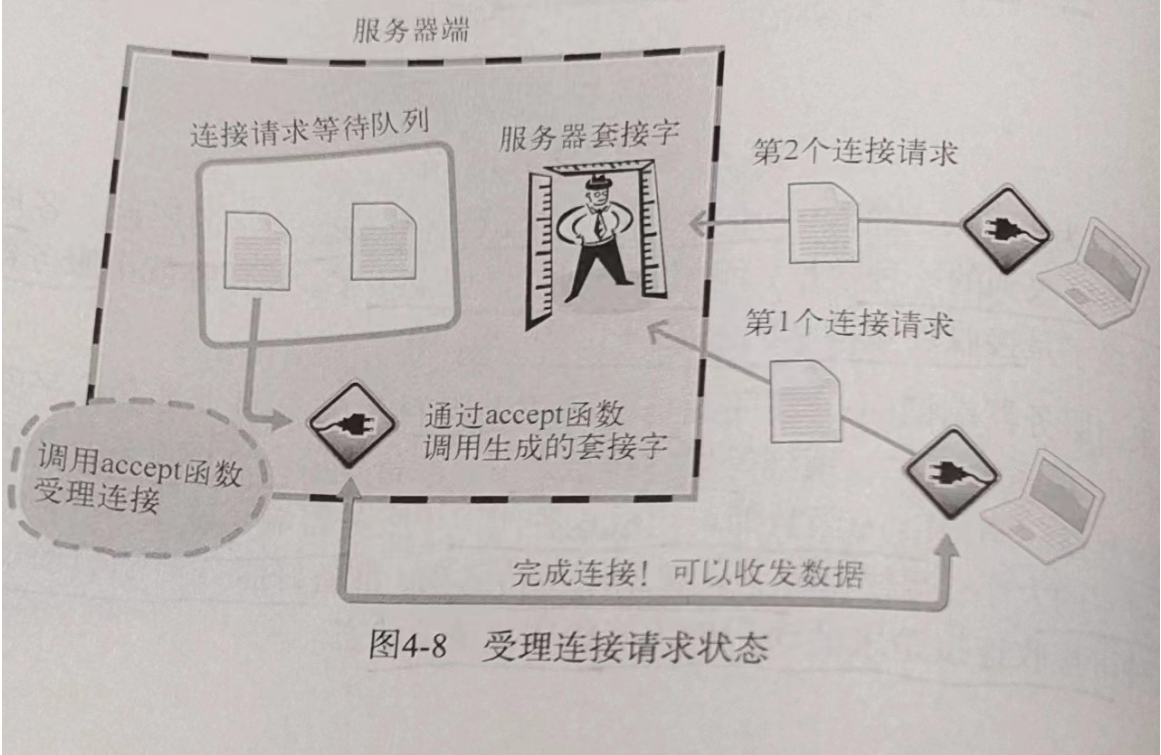 服务器端
连接请求等待队列
服务器套接字
第2个连接请求
第1个连接请求
通过accept函数
调用生成的套接字
调用accept函数
受理连接
完成连接！可以收发数据
图4-8 受理连接请求状态